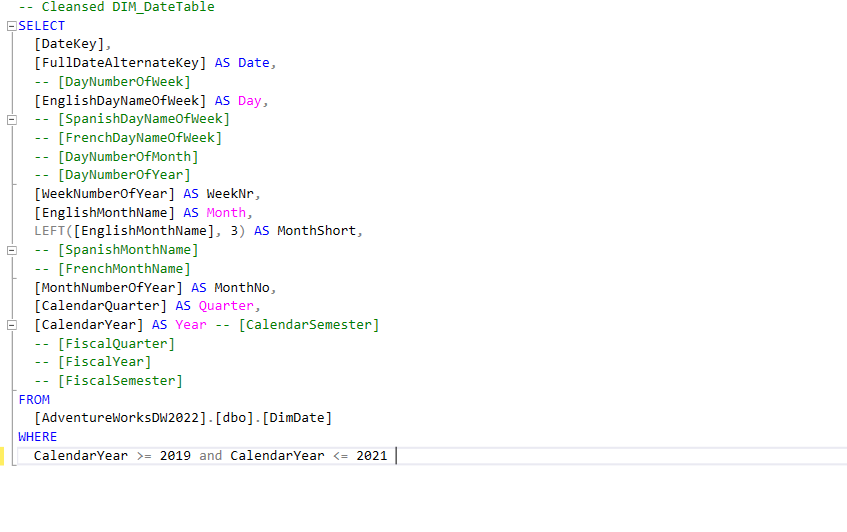 -- Cleansed DIM_DateTable
SELECT
[DateKey],
[FullDateAlternateKey] AS Date,
-- [DayNumberOfWeek]
[EnglishDayNameOfWeek] AS Day,
-- [SpanishDayNameOfWeek]
-- [FrenchDayNameOfWeek]
-- [DayNumberOfMonth]
-- [DayNumberOfYear]
[WeekNumberOfYear] AS WeekNr,
[EnglishMonthName] AS Month,
LEFT([EnglishMonthName], 3) AS MonthShort,
-- [SpanishMonthName]
-- [FrenchMonthName]
[MonthNumberOfYear] AS MonthNo,
[CalendarQuarter] AS Quarter,
[CalendarYear] AS Year -- [CalendarSemester]
-- [FiscalQuarter]
-- [FiscalYear]
-- [FiscalSemester]
FROM
[AdventureWorksDW2022].[dbo].[DimDate]
WHERE
CalendarYear >= 2019 and CalendarYear <= 2021